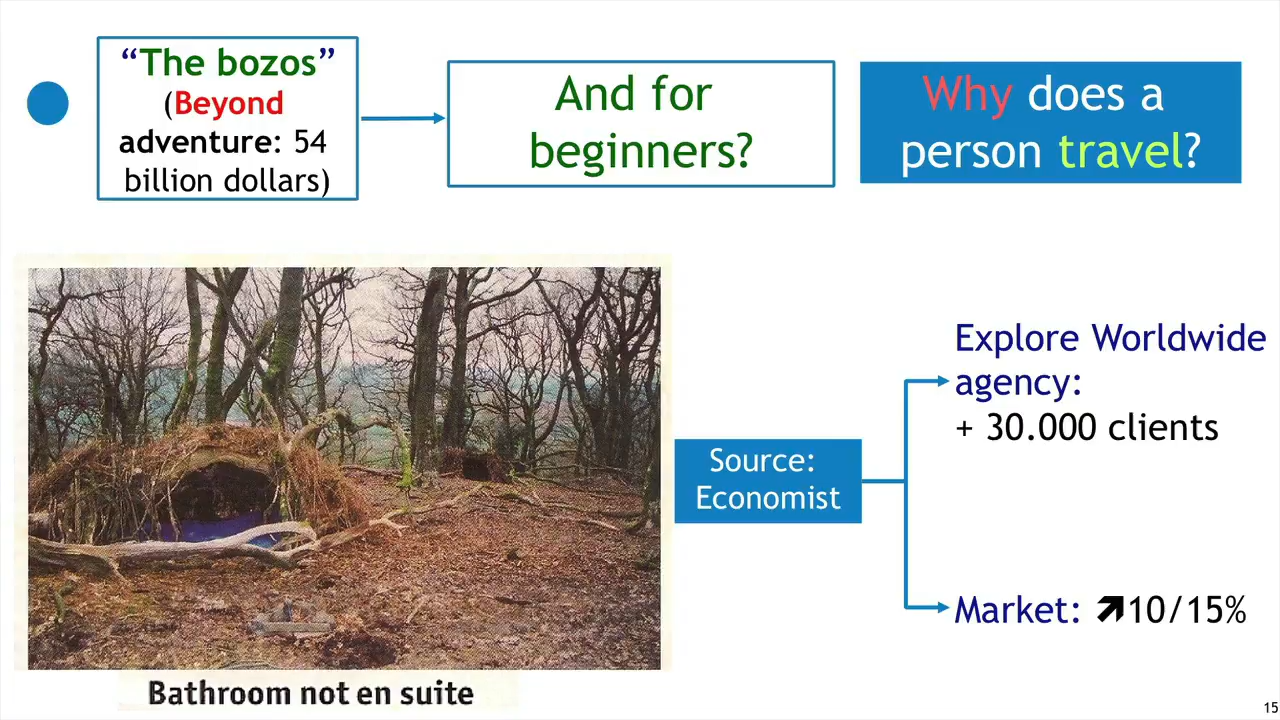 “The bozos”
(Beyond
adventure: 54
billion dollars)
And for
beginners?
Why does a
person travel?
Explore Worldwide
agency:
+ 30.000 clients
Source:
Economist
Market: ↗10/15%
Bathroom not en suite
15